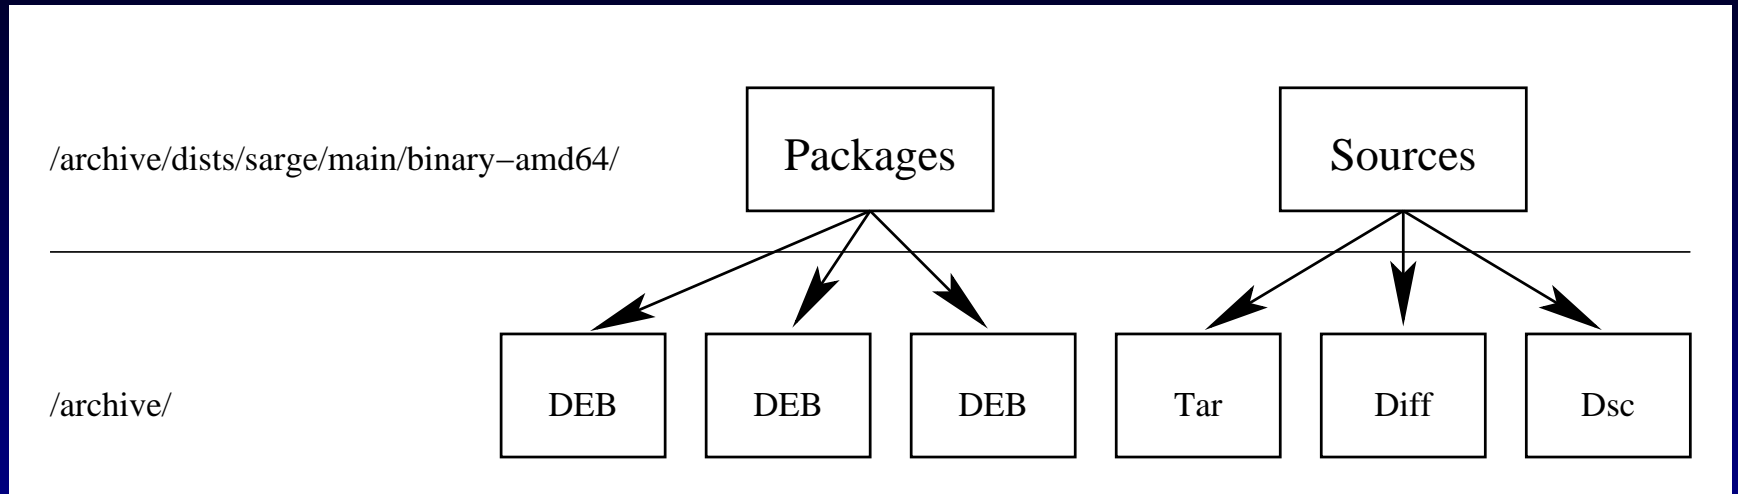 /archive/dists/sarge/main/binary−amd64/ Packages Sources
/archive/ DEB DEB DEB Tar Diff Dsc